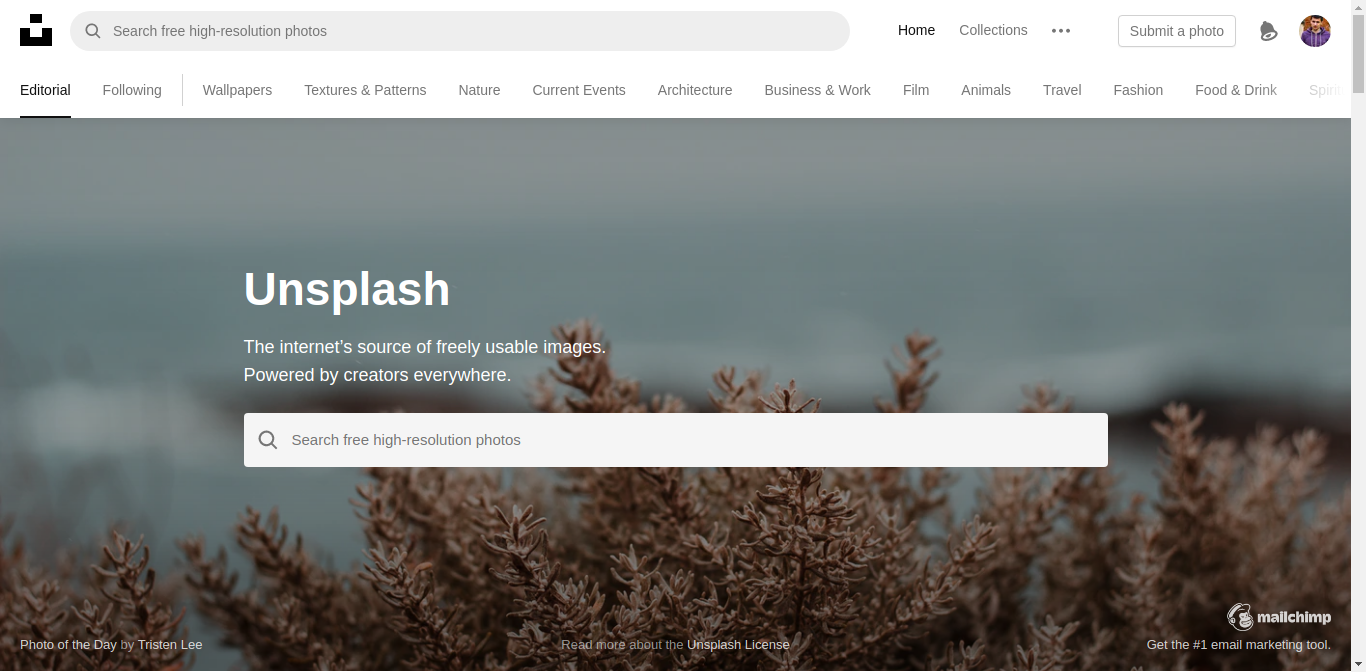 Search free high-resolution photos
Home
Collections
Submit a photo
Editorial
Following
Wallpapers
Textures & Patterns
Nature
Current Events
Architecture
Business & Work
Film
Animals
Travel
Fashion
Food & Drink
Unsplash
The internet’s source of freely usable images.
Powered by creators everywhere.
Search free high-resolution photos
mailchimp
Photo of the Day by Tristen Lee
Read more about the Unsplash License
Get the #1 email marketing tool.